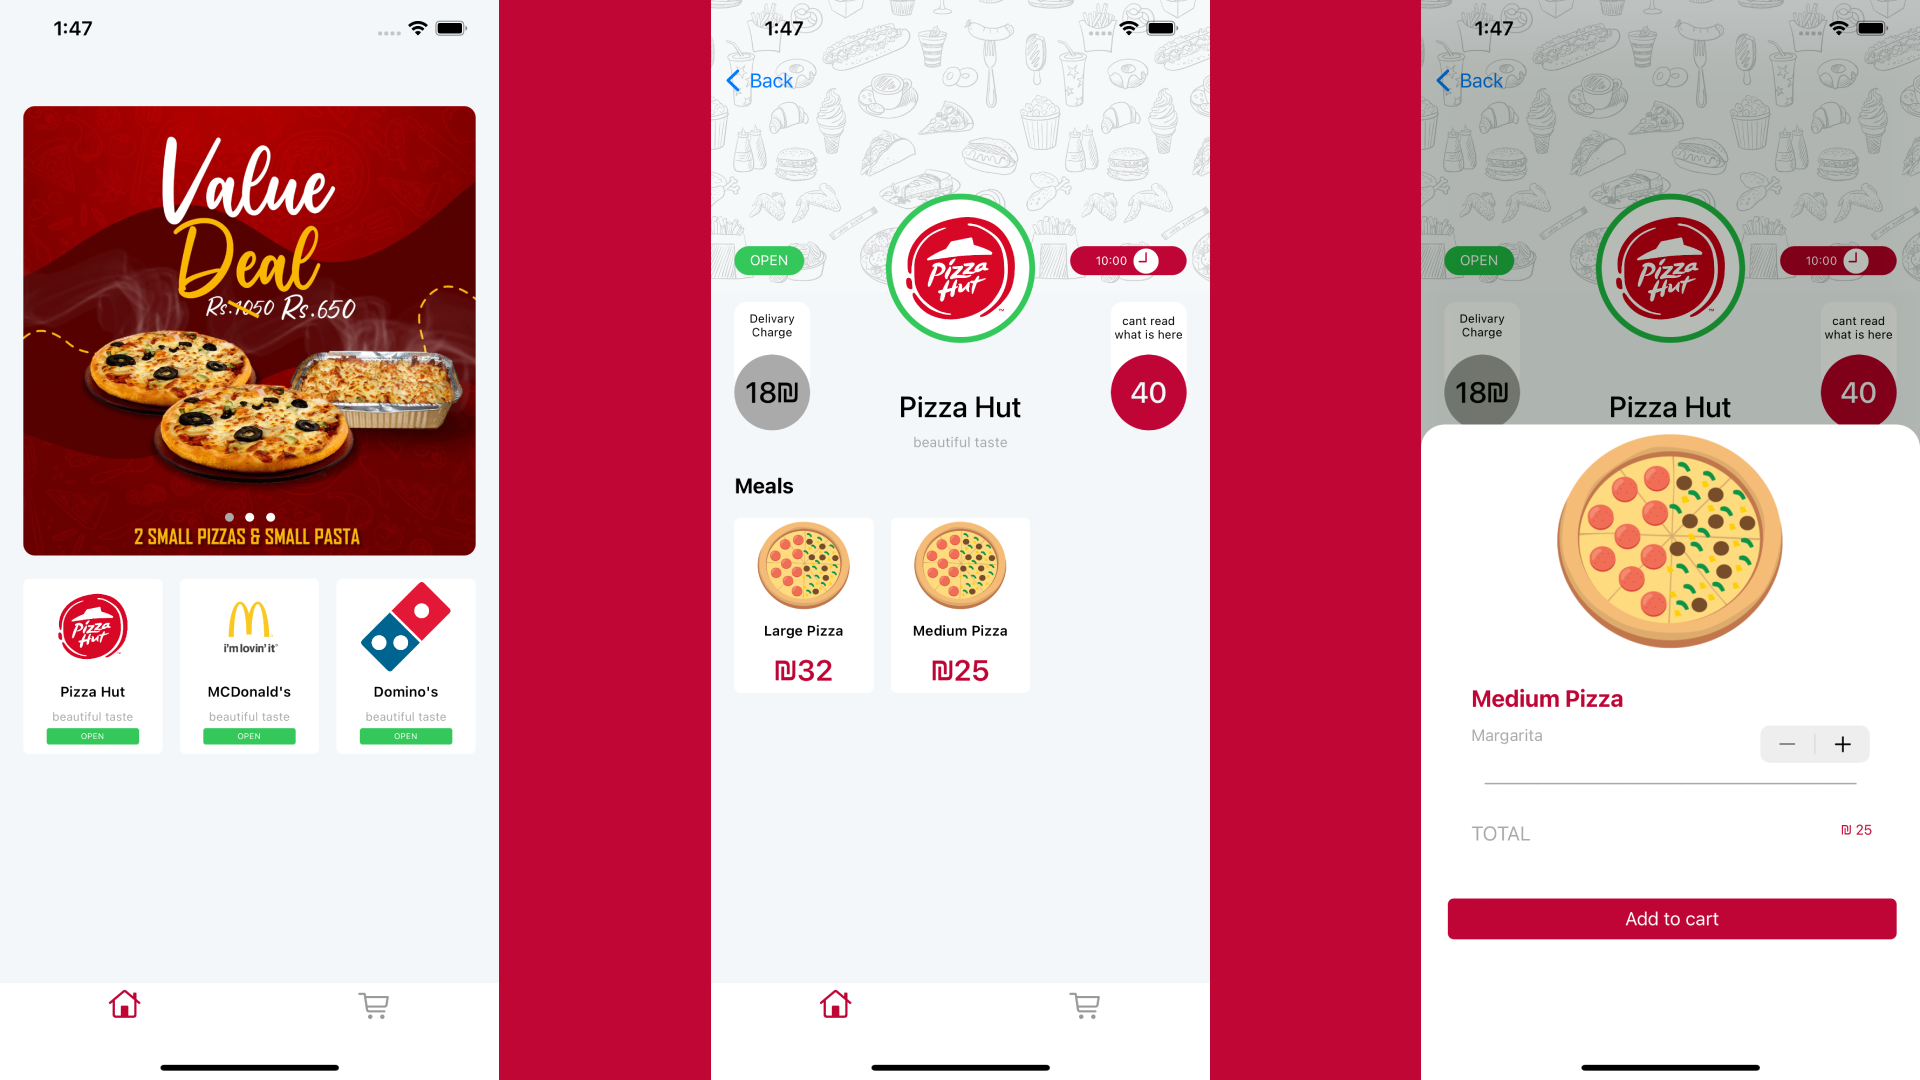 1:47
Value
Deal
Rs.1050 Rs.650
2 SMALL PIZZAS & SMALL PASTA
Pizza
Hut
Pizza Hut
beautiful taste
OPEN
i'm lovin' it
MCDonald's
beautiful taste
OPEN
Domino's
beautiful taste
OPEN
1:47
Back
OPEN
Pizza
Hut
10:00
Delivary
Charge
18₪
cant read
what is here
40
Pizza Hut
beautiful taste
Meals
Large Pizza
₪32
Medium Pizza
₪25
1:47
Back
OPEN
Pizza
Hut
10:00
Delivary
Charge
18₪
cant read
what is here
40
Pizza Hut
Medium Pizza
Margarita
TOTAL
₪ 25
Add to cart